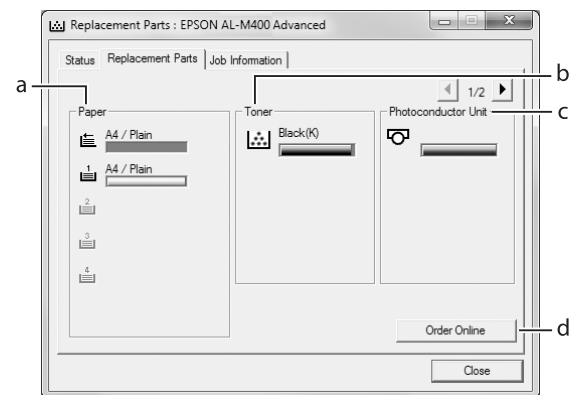 Replacement Parts : EPSON AL-M400 Advanced
Status Replacement Parts Job Information
1/2
a
b
c
Paper
Toner
Photoconductor Unit
A4 / Plain
Black(K)
1
A4 / Plain
2
3
4
Order Online
d
Close